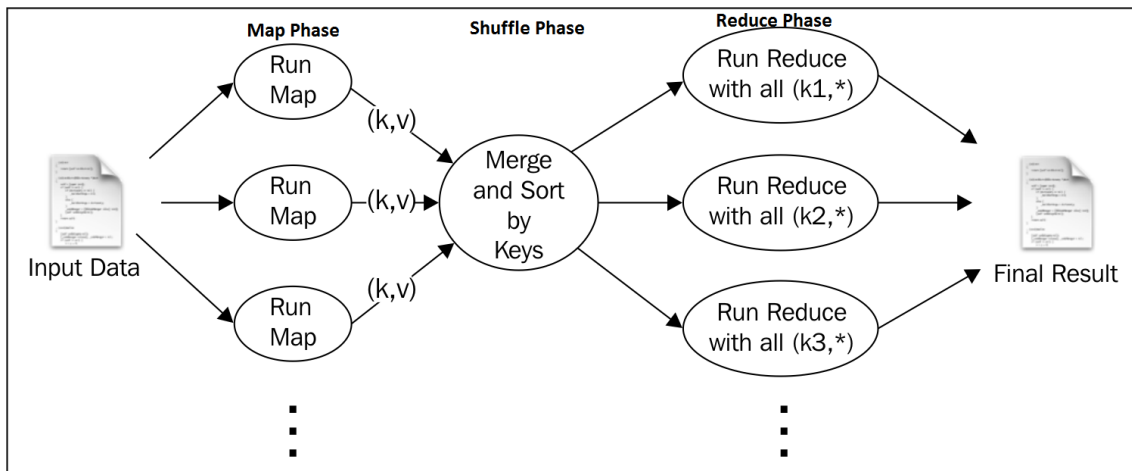 Map Phase
Shuffle Phase
Reduce Phase
Run
Map
(k,v)
Run Reduce
with all (k1,*)
Input Data
Run
Map
(k,v)
Merge
and Sort
by
Keys
Run Reduce
with all (k2,*)
Final Result
Run
Map
(k,v)
Run Reduce
with all (k3,*)